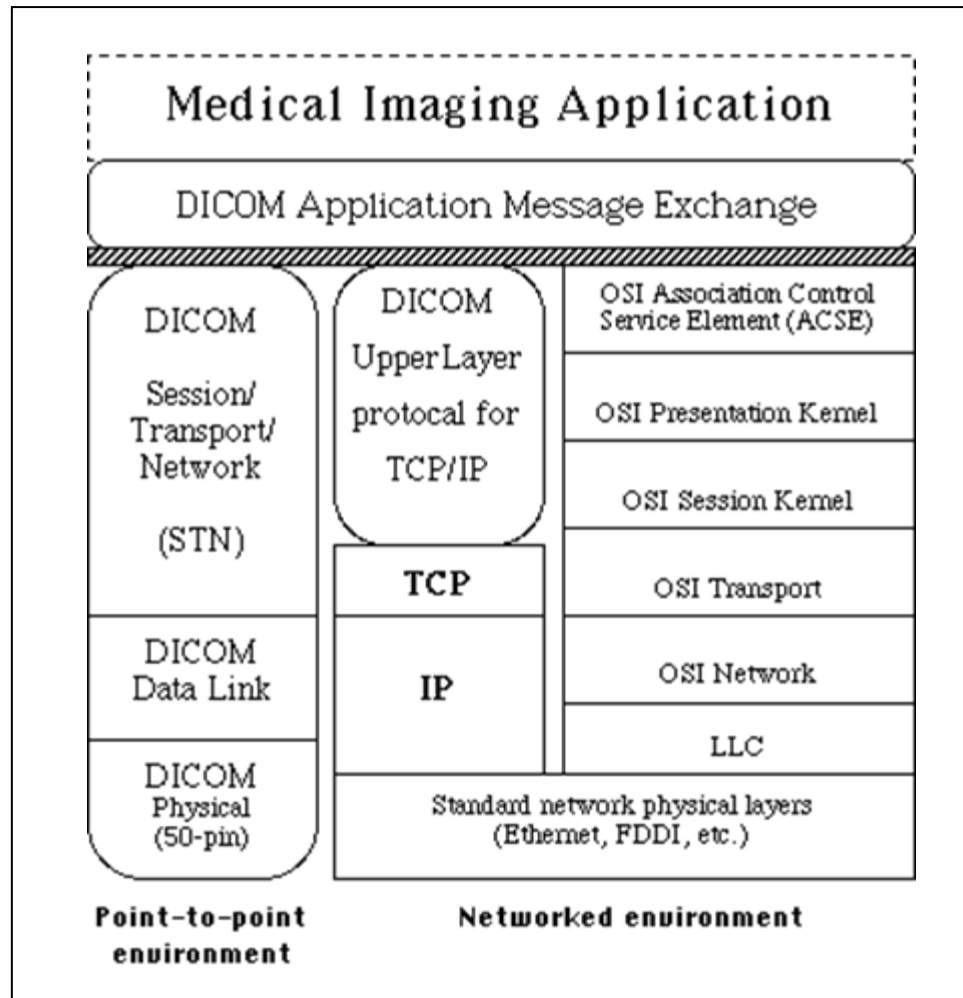 Medical Imaging Application
DICOM Application Message Exchange
DICOM
Session/
Transport/
Network
(STN)
DICOM
Data Link
DICOM
Physical
(50-pin)
DICOM
Upper Layer
protocal for
TCP/IP
TCP
IP
OSI Association Control
Service Element (ACSE)
OSI Presentation Kernel
OSI Session Kernel
OSI Transport
OSI Network
LLC
Standard network physical layers
(Ethernet, FDDI, etc.)
Point-to-point
environment
Networked environment